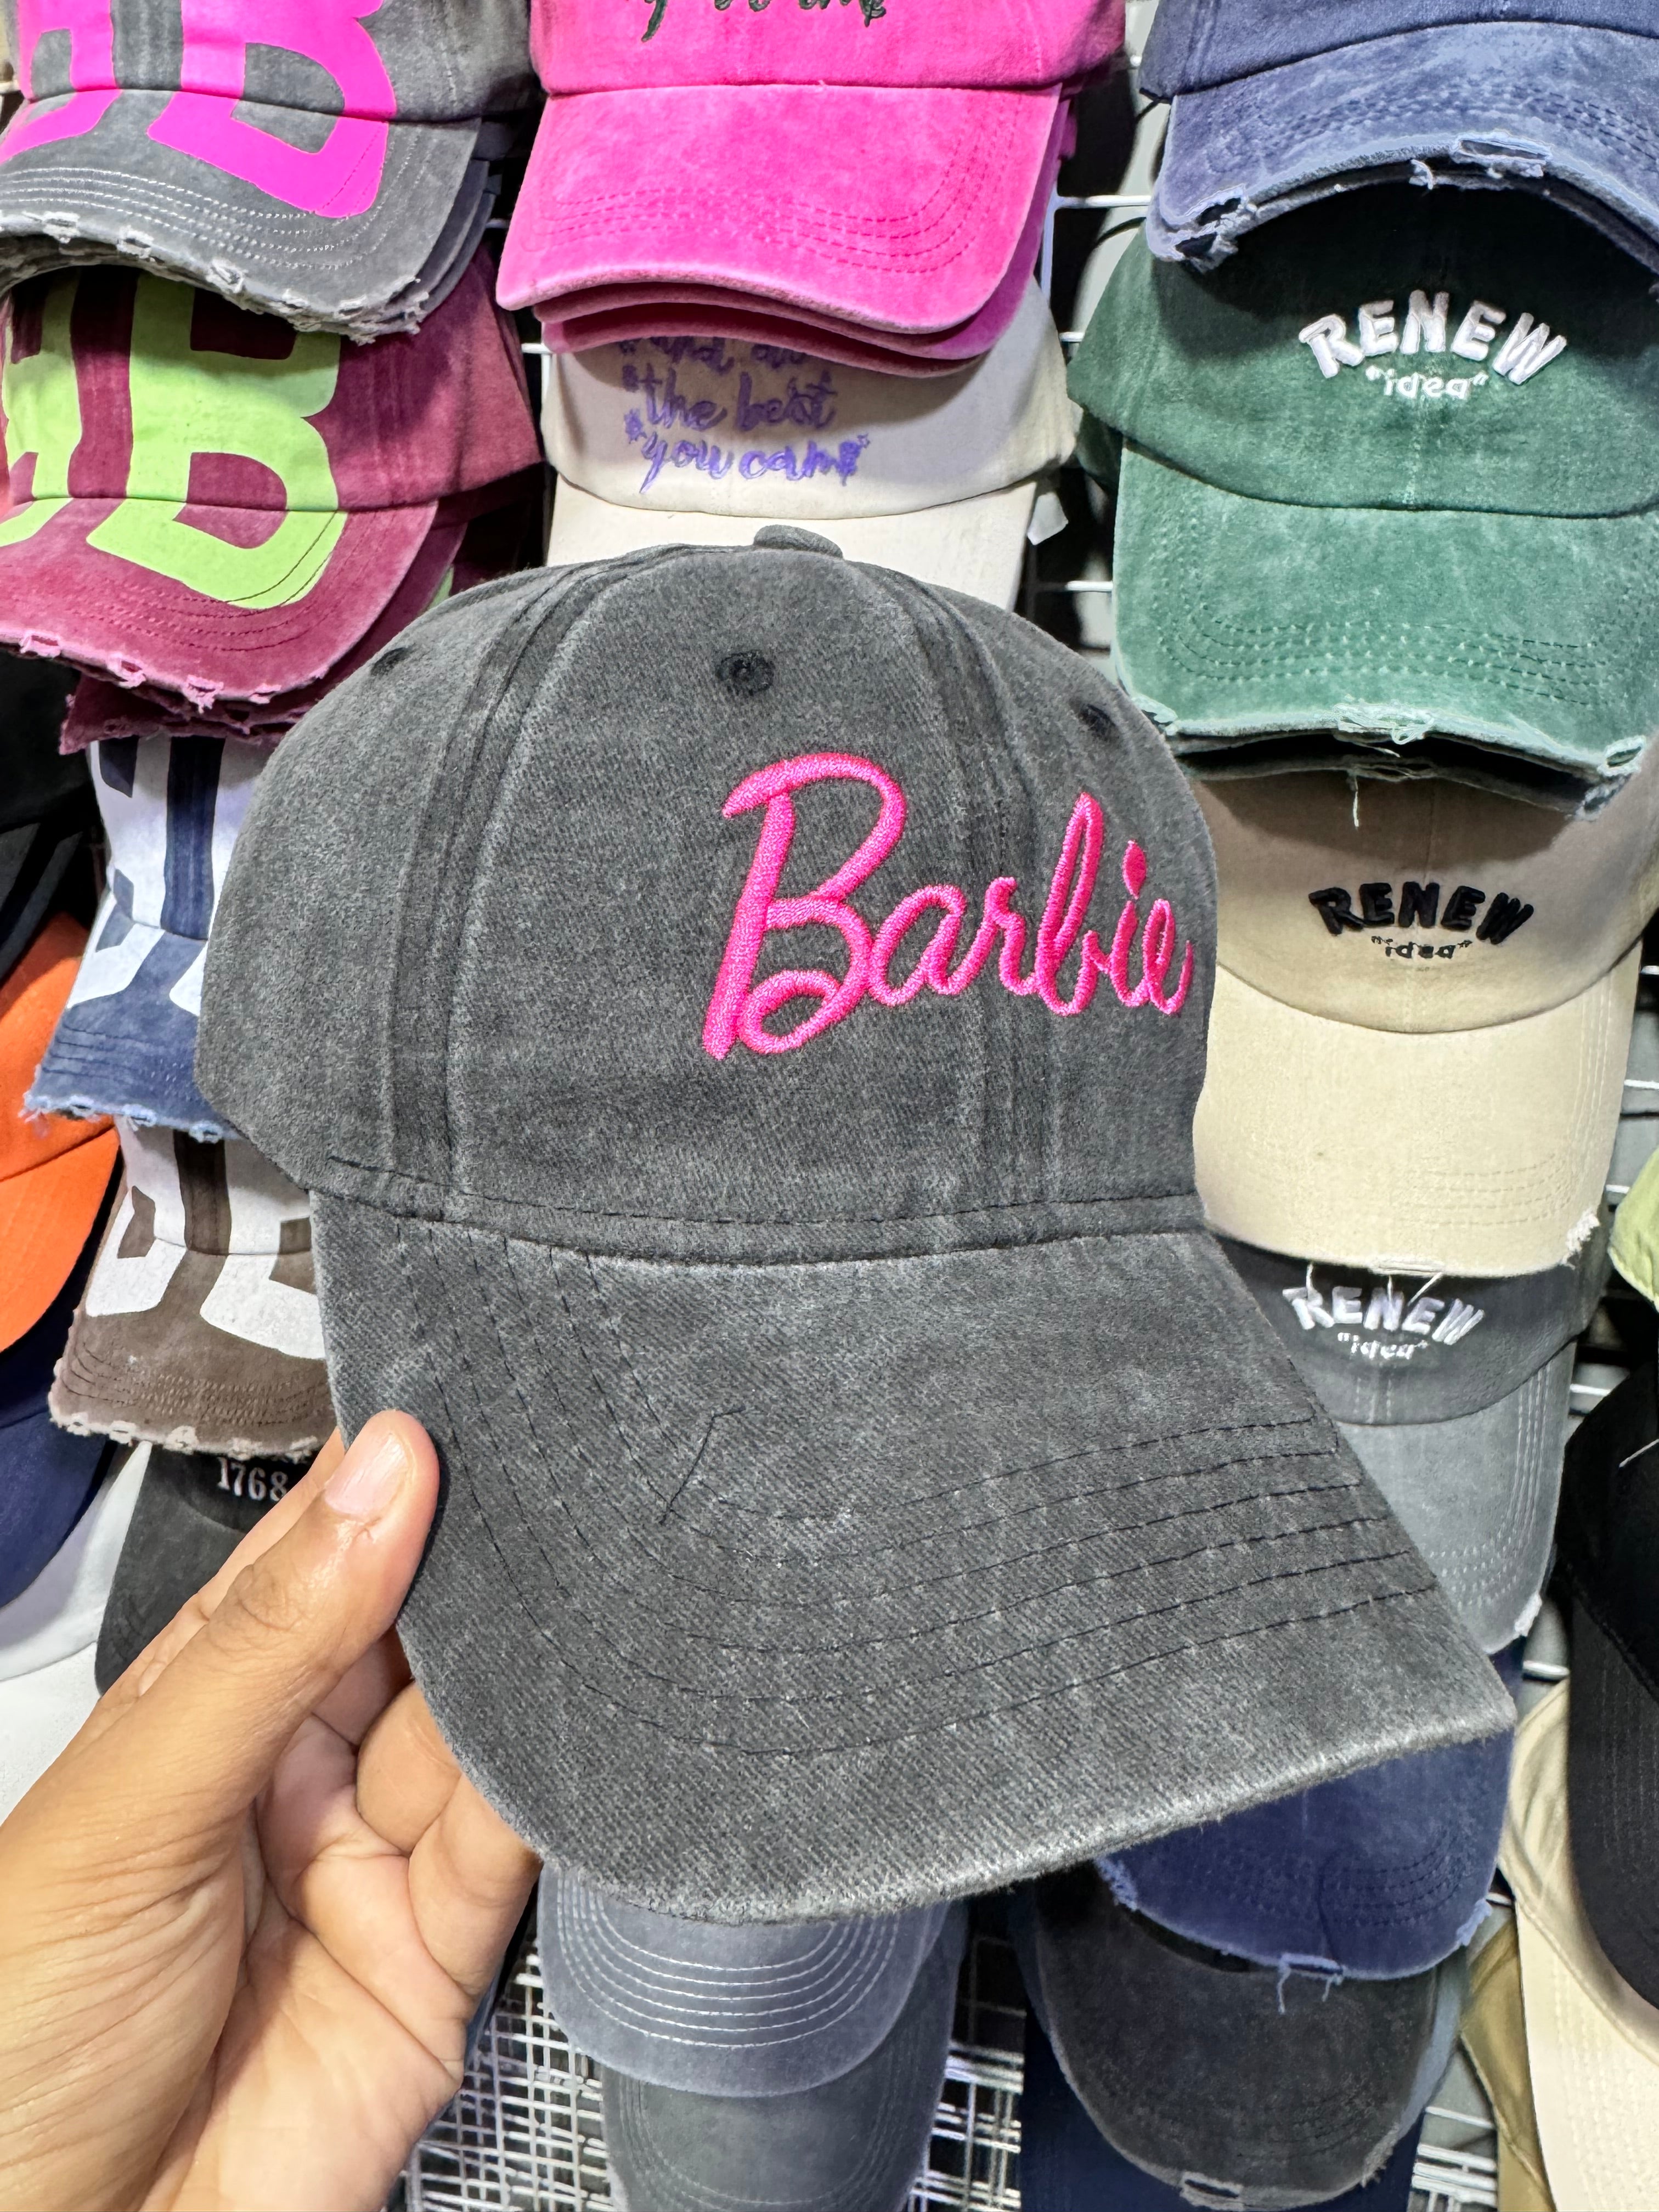 B
B
the best
you can
RENEW
"idea"
Barbie
RENEW
"idea"
RENEW
"idea"
1768